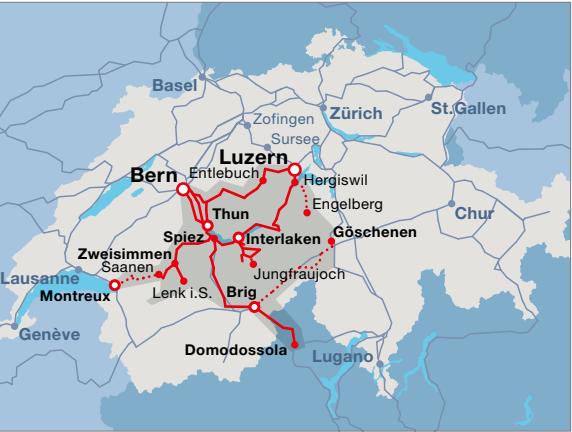 Basel
Zofingen
Zürich
St.Gallen
Sursee
Luzern
Bern
Entlebuch
Hergiswil
Engelberg
Chur
Thun
Göschenen
Spiez
Interlaken
Zweisimmen
Saanen
Jungfraujoch
Lausanne
Lenk i.S.
Brig
Montreux
Genève
Domodossola
Lugano